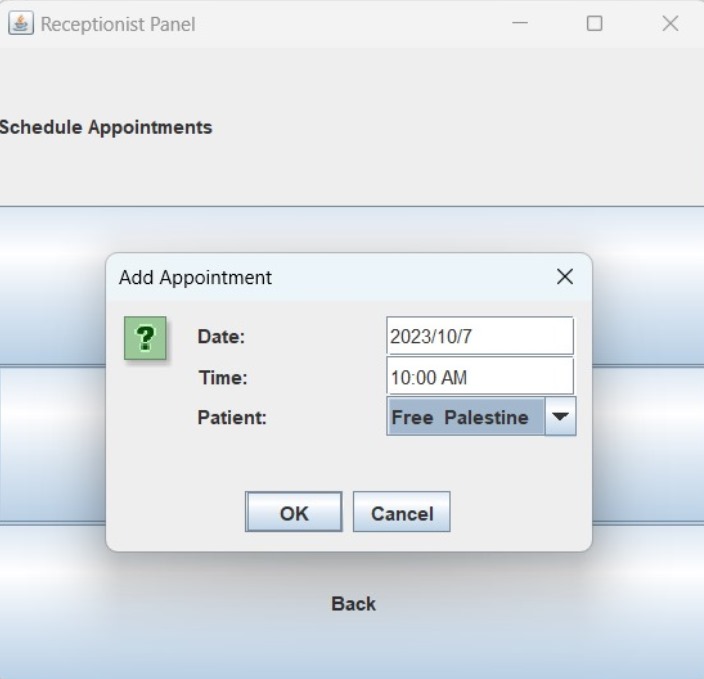 Receptionist Panel
Schedule Appointments
Add Appointment
?
Date: 2023/10/7
Time: 10:00 AM
Patient: Free Palestine
OK Cancel
Back